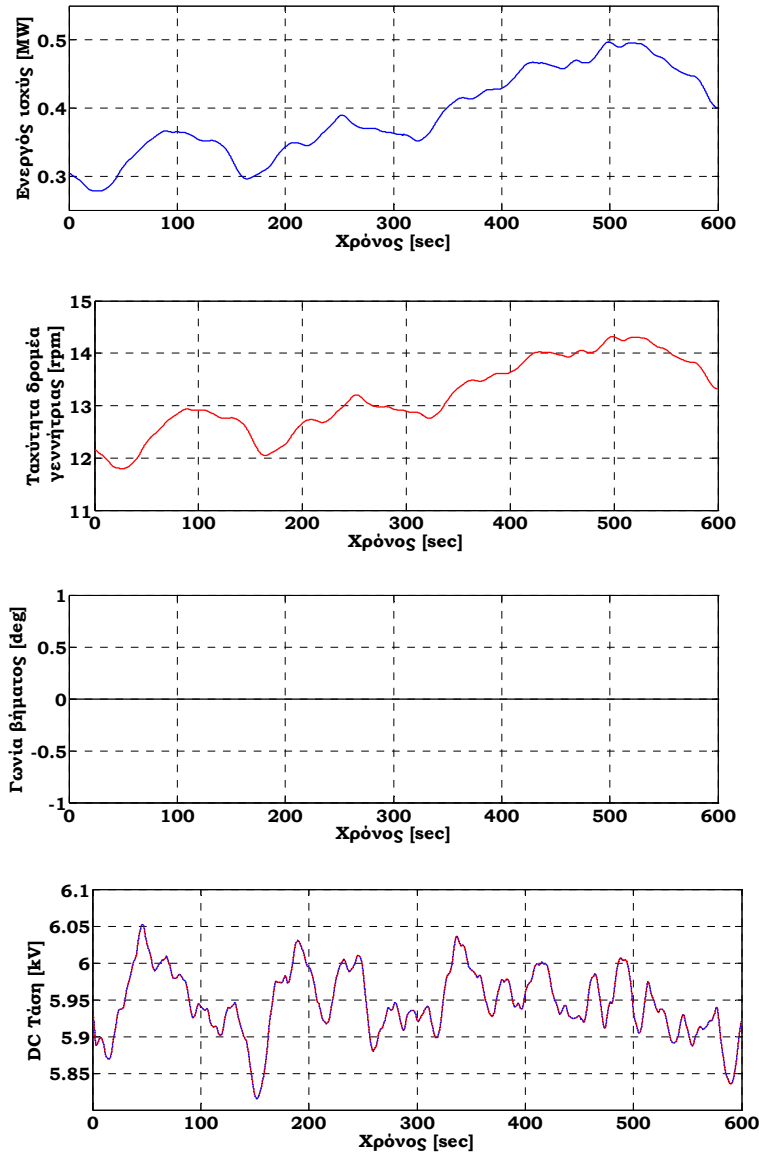 0.5
0.4
0.3
Ενεργός ισχύς [MW]
0 100 200 300 400 500 600
Χρόνος [sec]
15
14
13
12
11
Ταχύτητα δρομέα
γεννήτριας [rpm]
0 100 200 300 400 500 600
Χρόνος [sec]
1
0.5
0
-0.5
-1
Γωνία βήματος [deg]
0 100 200 300 400 500 600
Χρόνος [sec]
6.1
6.05
6
5.95
5.9
5.85
DC Τάση [kV]
0 100 200 300 400 500 600
Χρόνος [sec]